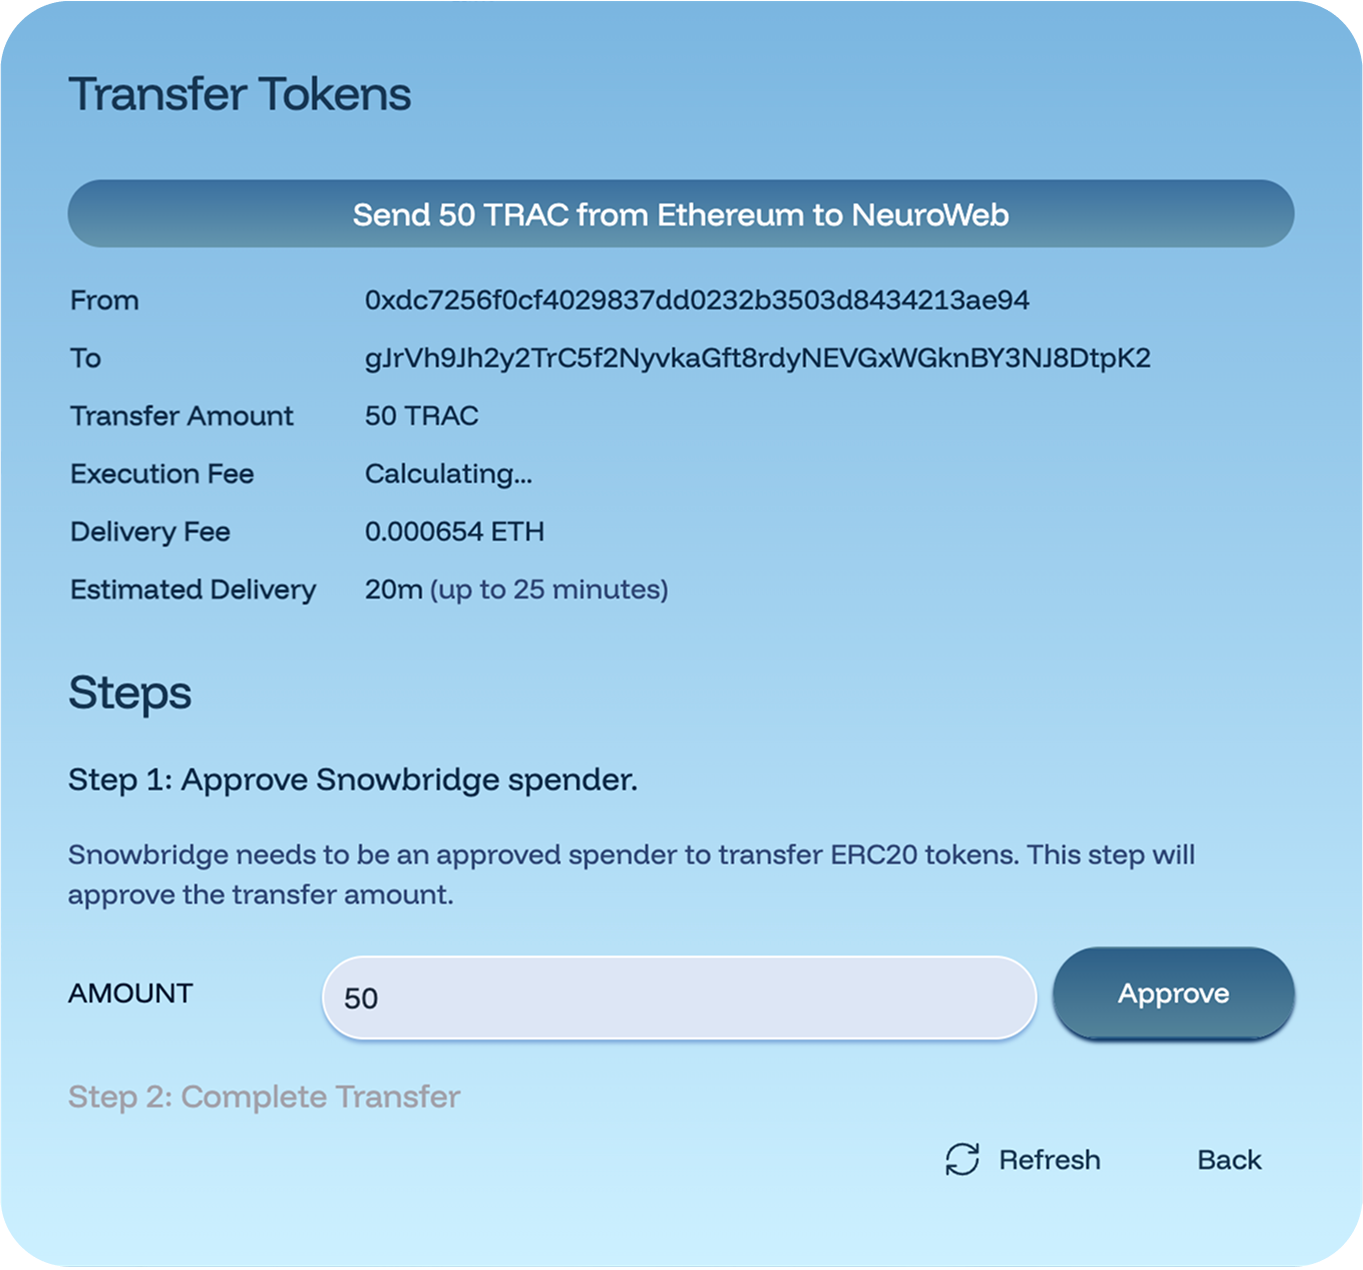 Transfer Tokens
Send 50 TRAC from Ethereum to NeuroWeb
From 0xdc7256f0cf4029837dd0232b3503d8434213ae94
To gJrVh9Jh2y2TrC5f2NyvkaGft8rdyNEVGxWGknBY3NJ8DtpK2
Transfer Amount 50 TRAC
Execution Fee Calculating...
Delivery Fee 0.000654 ETH
Estimated Delivery 20m (up to 25 minutes)
Steps
Step 1: Approve Snowbridge spender.
Snowbridge needs to be an approved spender to transfer ERC20 tokens. This step will
approve the transfer amount.
AMOUNT 50 Approve
Step 2: Complete Transfer
Refresh Back